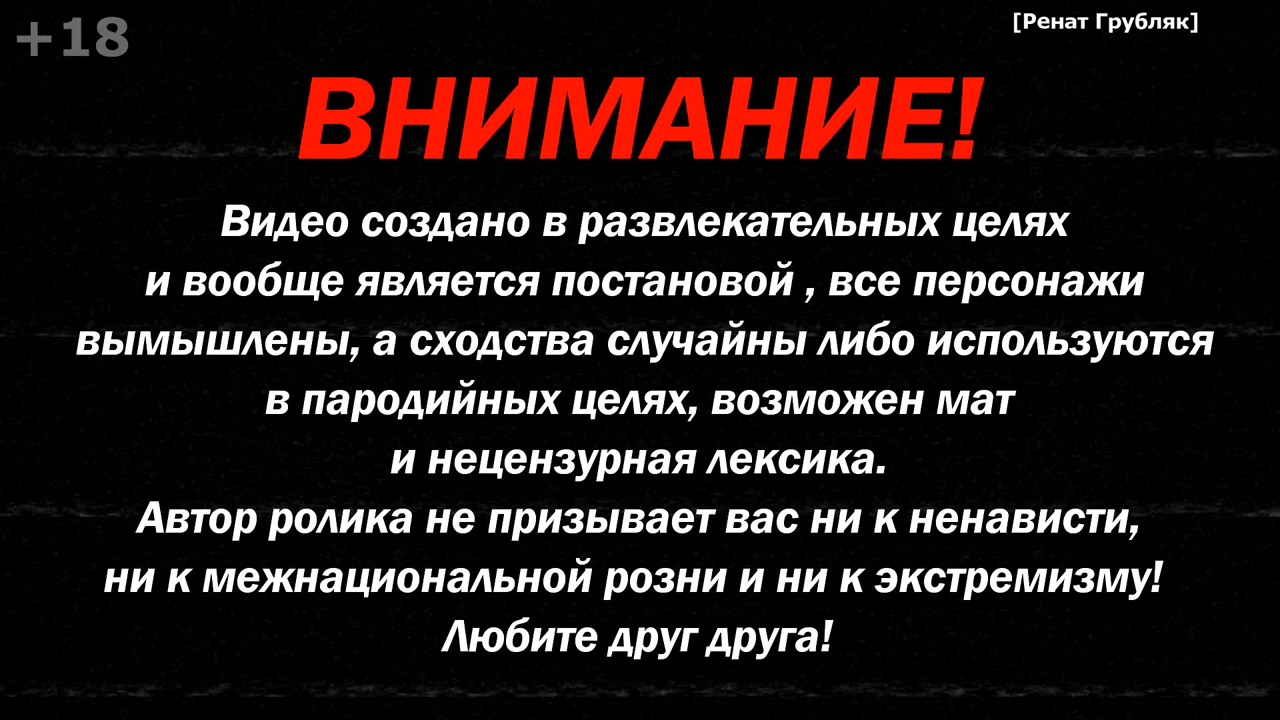 +18
[Ренат Грубляк]
ВНИМАНИЕ!
Видео создано в развлекательных целях
и вообще является постановой , все персонажи
вымышлены, а сходства случайны либо используются
в пародийных целях, возможен мат
и нецензурная лексика.
Автор ролика не призывает вас ни к ненависти,
ни к межнациональной розни и ни к экстремизму!
Любите друг друга!